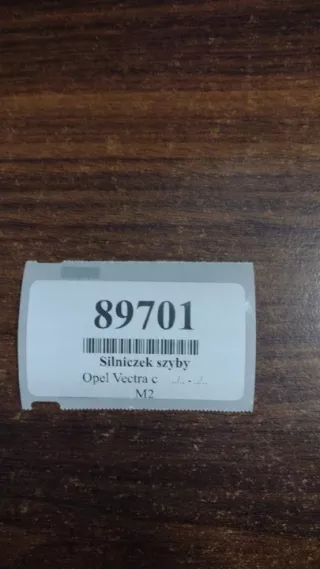 89701
Silniczek szyby
Opel Vectra c ./.. - ./..
M2